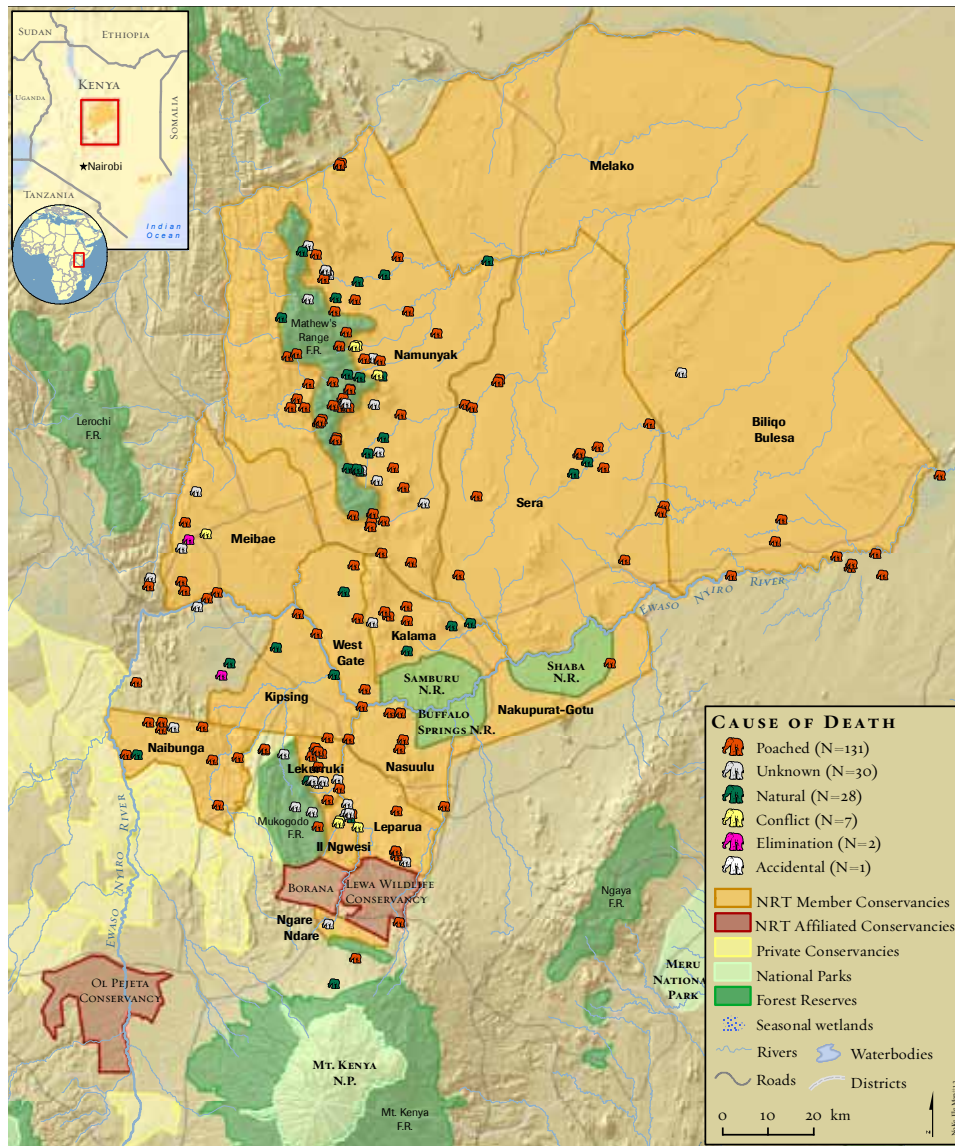 SUDAN
ETHIOPIA
UGANDA
KENYA
SOMALIA
★Nairobi
TANZANIA
Indian
Ocean
Melako
Mathew's
Range
F.R.
Namunyak
Lerochi
F.R.
Biliqo
Bulesa
Sera
Meibae
EWASO NYIRO RIVER
West
Gate
Kalama
SAMBURU
N.R.
SHABA
N.R.
Kipsing
BUFFALO
SPRINGS N.R.
Nakuprat-Gotu
Naibunga
Lekurruki
Nasuulu
Mukogodo
F.R.
Leparua
Il Ngwesi
EWASO NYIRO RIVER
BORANA
LEWA WILDLIFE
CONSERVANCY
Ngare
Ndare
Ngaya
F.R.
MERU
NATIONA
PARK
OL PEJETA
CONSERVANCY
MT. KENYA
N.P.
Mt. Kenya
F.R.
CAUSE OF DEATH
Poached (N=131)
Unknown (N=30)
Natural (N=28)
Conflict (N=7)
Elimination (N=2)
Accidental (N=1)
NRT Member Conservancies
NRT Affiliated Conservancies
Private Conservancies
National Parks
Forest Reserves
Seasonal wetlands
Rivers
Waterbodies
Roads
Districts
0 10 20 km